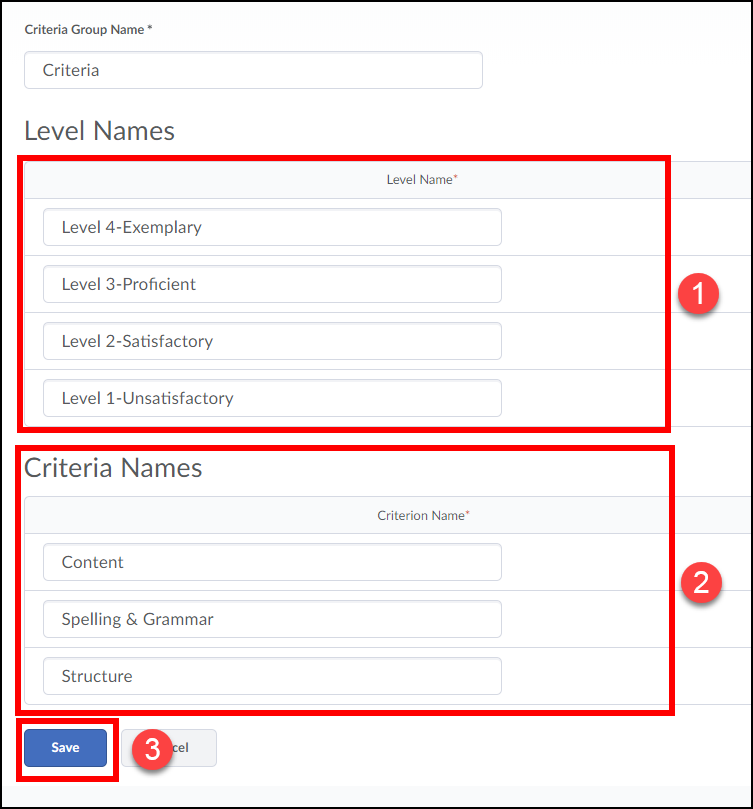 Criteria Group Name *
Criteria
Level Names
Level Name*
Level 4-Exemplary
Level 3-Proficient
1
Level 2-Satisfactory
Level 1-Unsatisfactory
Criteria Names
Criterion Name*
Content
2
Spelling & Grammar
Structure
Save 3 cel